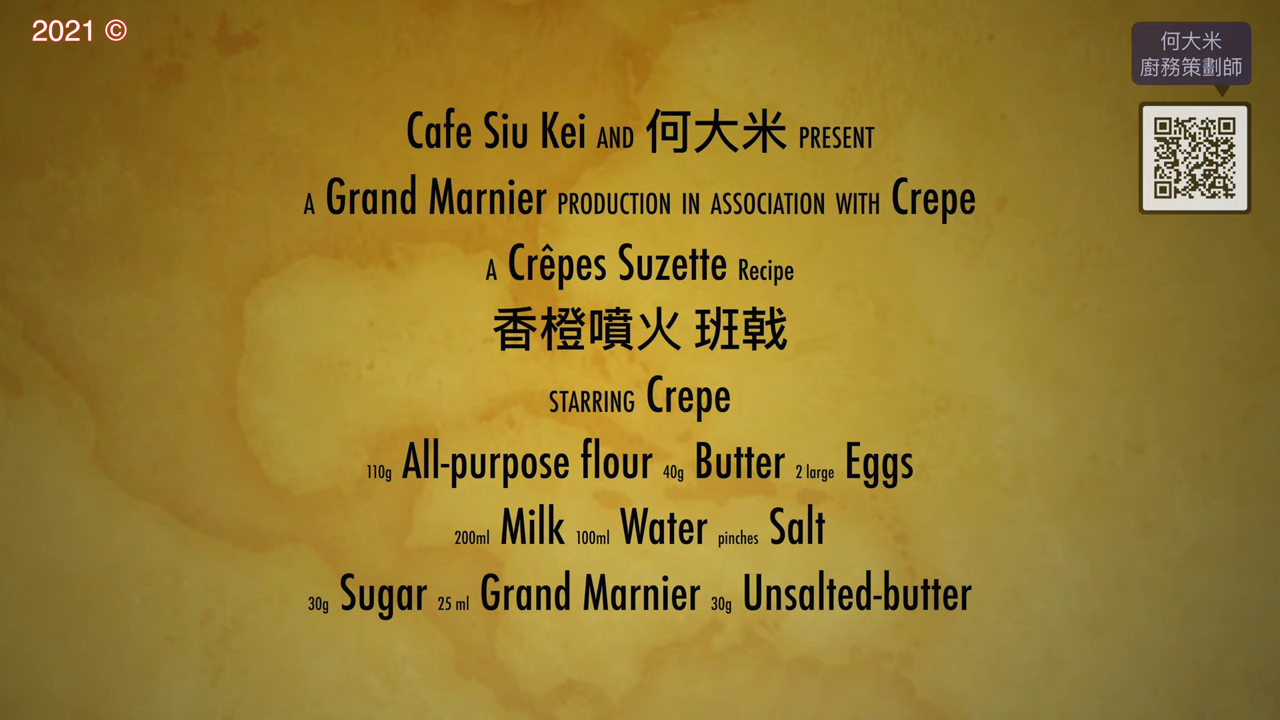 2021 ©
何大米
廚務策劃師
Cafe Siu Kei AND 何大米 PRESENT
A Grand Marnier PRODUCTION IN ASSOCIATION WITH Crepe
A Crêpes Suzette Recipe
香橙噴火 班戟
STARRING Crepe
110g All-purpose flour 40g Butter 2 large Eggs
200ml Milk 100ml Water pinches Salt
30g Sugar 25 ml Grand Marnier 30g Unsalted-butter